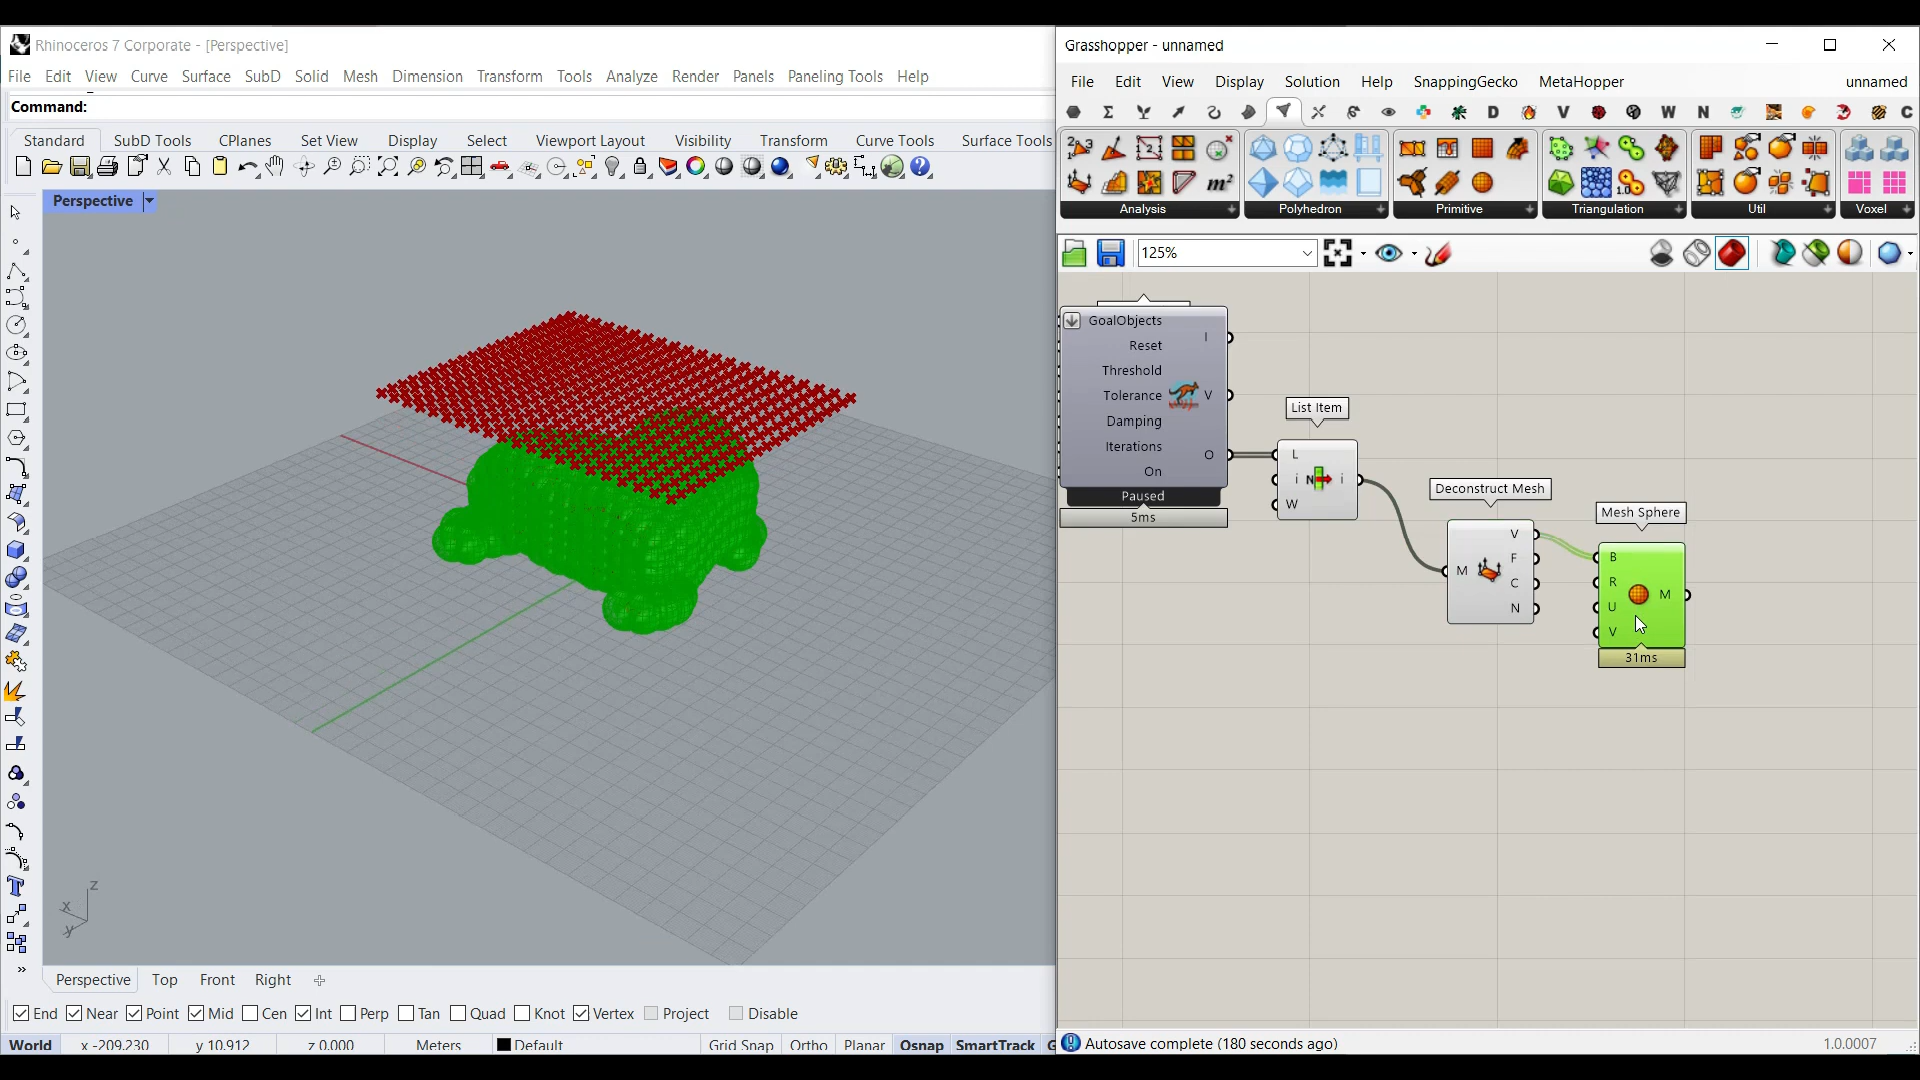 Rhinoceros 7 Corporate - [Perspective]
File Edit View Curve Surface SubD Solid Mesh Dimension Transform Tools Analyze Render Panels Paneling Tools Help
Command:
Standard SubD Tools CPlanes Set View Display Select Viewport Layout Visibility Transform Curve Tools Surface Tools
Perspective
z
x
y
Perspective Top Front Right
End Near Point Mid Cen Int Perp Tan Quad Knot Vertex Project Disable
World x -209.230 y 10.912 z 0.000 Meters Default Grid Snap Ortho Planar Osnap SmartTrack G
Grasshopper - unnamed
File Edit View Display Solution Help SnappingGecko MetaHopper unnamed
D V W N C
Analysis Polyhedron Primitive Triangulation Util Voxel
125%
GoalObjects
Reset
Threshold
Tolerance
Damping
Iterations
On
I
V
O
Paused
5ms
List Item
L
i N i
W
Deconstruct Mesh
M
V
F
C
N
Mesh Sphere
B
R
U
V
M
31ms
Autosave complete (180 seconds ago)
1.0.0007